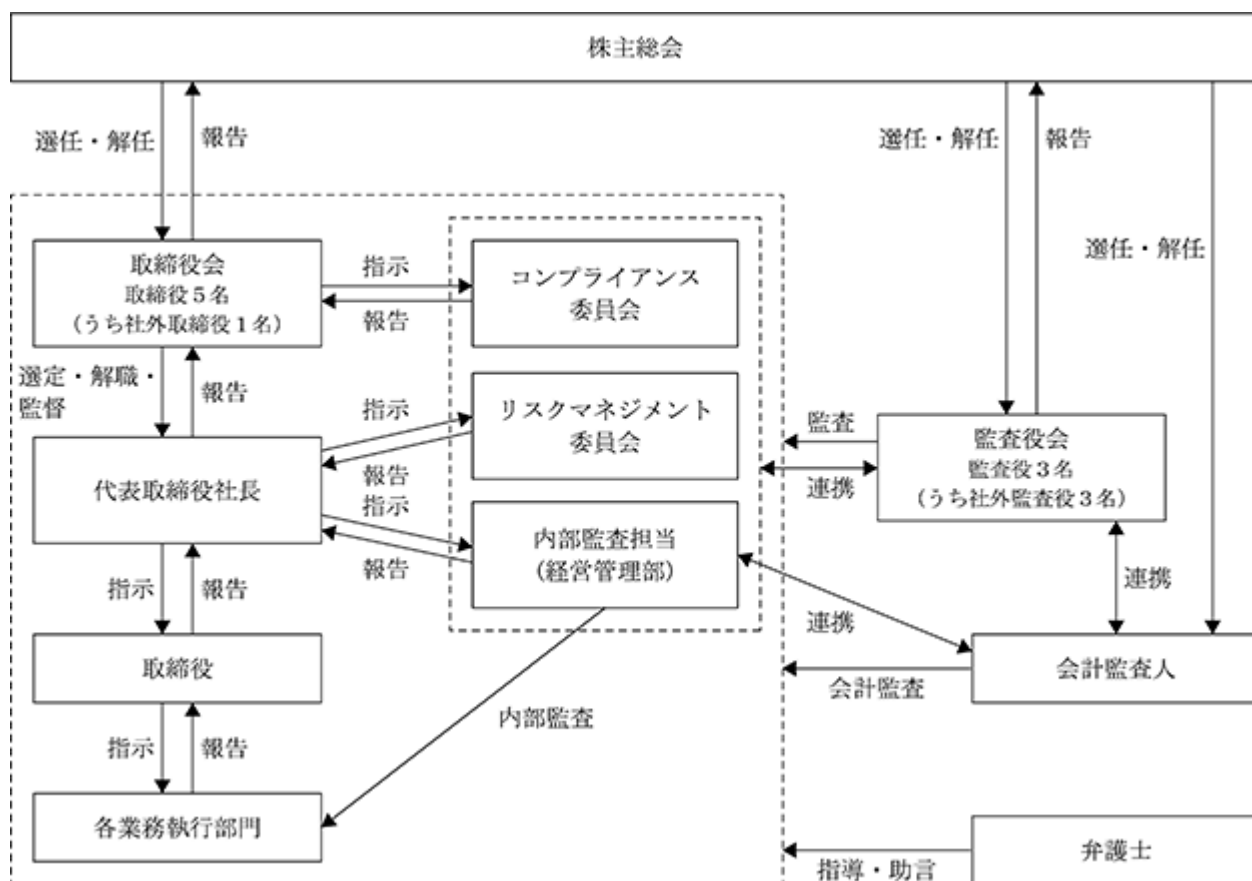 株主総会
選任・解任
報告
選任・解任
報告
選任・解任
取締役会
取締役5名
(うち社外取締役1名)
指示
報告
コンプライアンス
委員会
選定・解職・
監督
報告
指示
報告
リスクマネジメント
委員会
代表取締役社長
指示
報告
内部監査担当
(経営管理部)
監査
連携
監査役会
監査役3名
(うち社外監査役3名)
連携
連携
指示
報告
取締役
会計監査人
会計監査
内部監査
指示
報告
各業務執行部門
弁護士
指導・助言